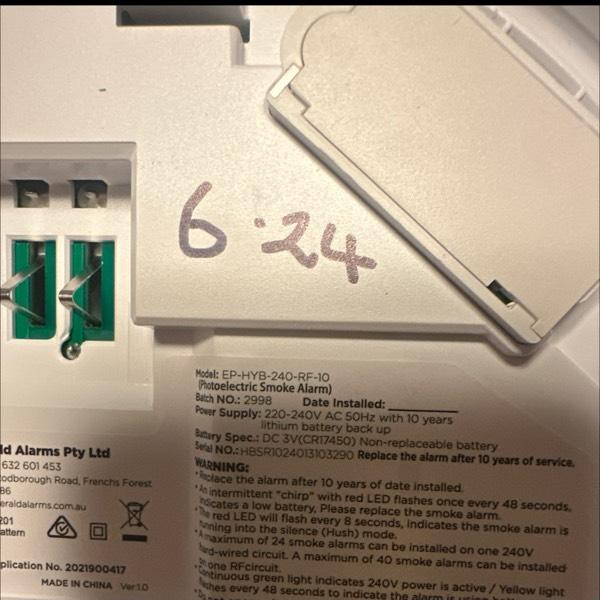 6.24
Model: EP-HYB-240-RF-10
(Photoelectric Smoke Alarm)
Batch NO.: 2998 Date Installed:
Power Supply: 220-240V AC 50Hz with 10 years
lithium battery back up
Battery Spec.: DC 3V(CR17450) Non-replaceable battery
Serial NO.:HBSR1024013103290 Replace the alarm after 10 years of service.
WARNING:
*Replace the alarm after 10 years of date installed.
*An intermittent "chirp" with red LED flashes once every 48 seconds,
indicates a low battery, Please replace the smoke alarm.
*The red LED will flash every 8 seconds, Indicates the smoke alarm is
running into the silence (Hush) mode.
*A maximum of 24 smoke alarms can be installed on one 240V
hard-wired circuit. A maximum of 40 smoke alarms can be installed
on one RFcircuit.
*Continuous green light indicates 240V power is active / Yellow light
flashes every 48 seconds to indicate the alarm is using
ld Alarms Pty Ltd
632 601 453
odborough Road, Frenchs Forest
86
eraldalarms.com.au
201
attern
plication No. 2021900417
MADE IN CHINA Ver:1.0